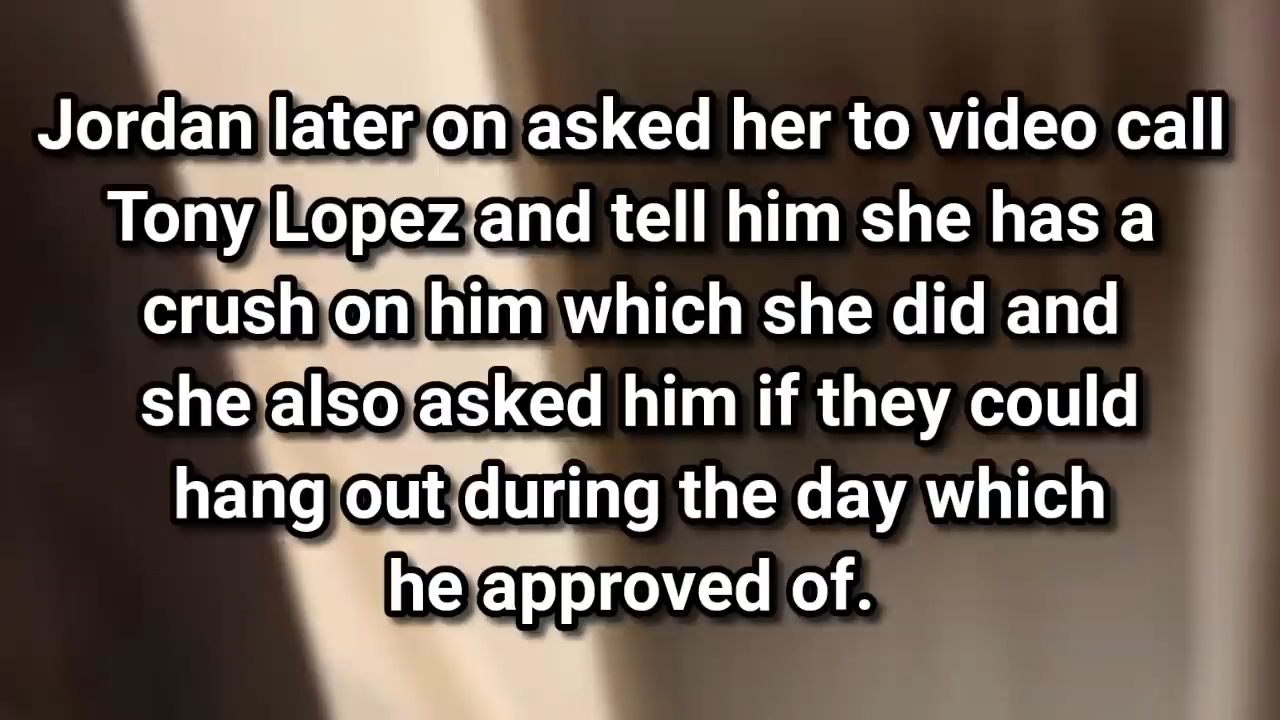 Jordan later on asked her to video call
Tony Lopez and tell him she has a
crush on him which she did and
she also asked him if they could
hang out during the day which
he approved of.